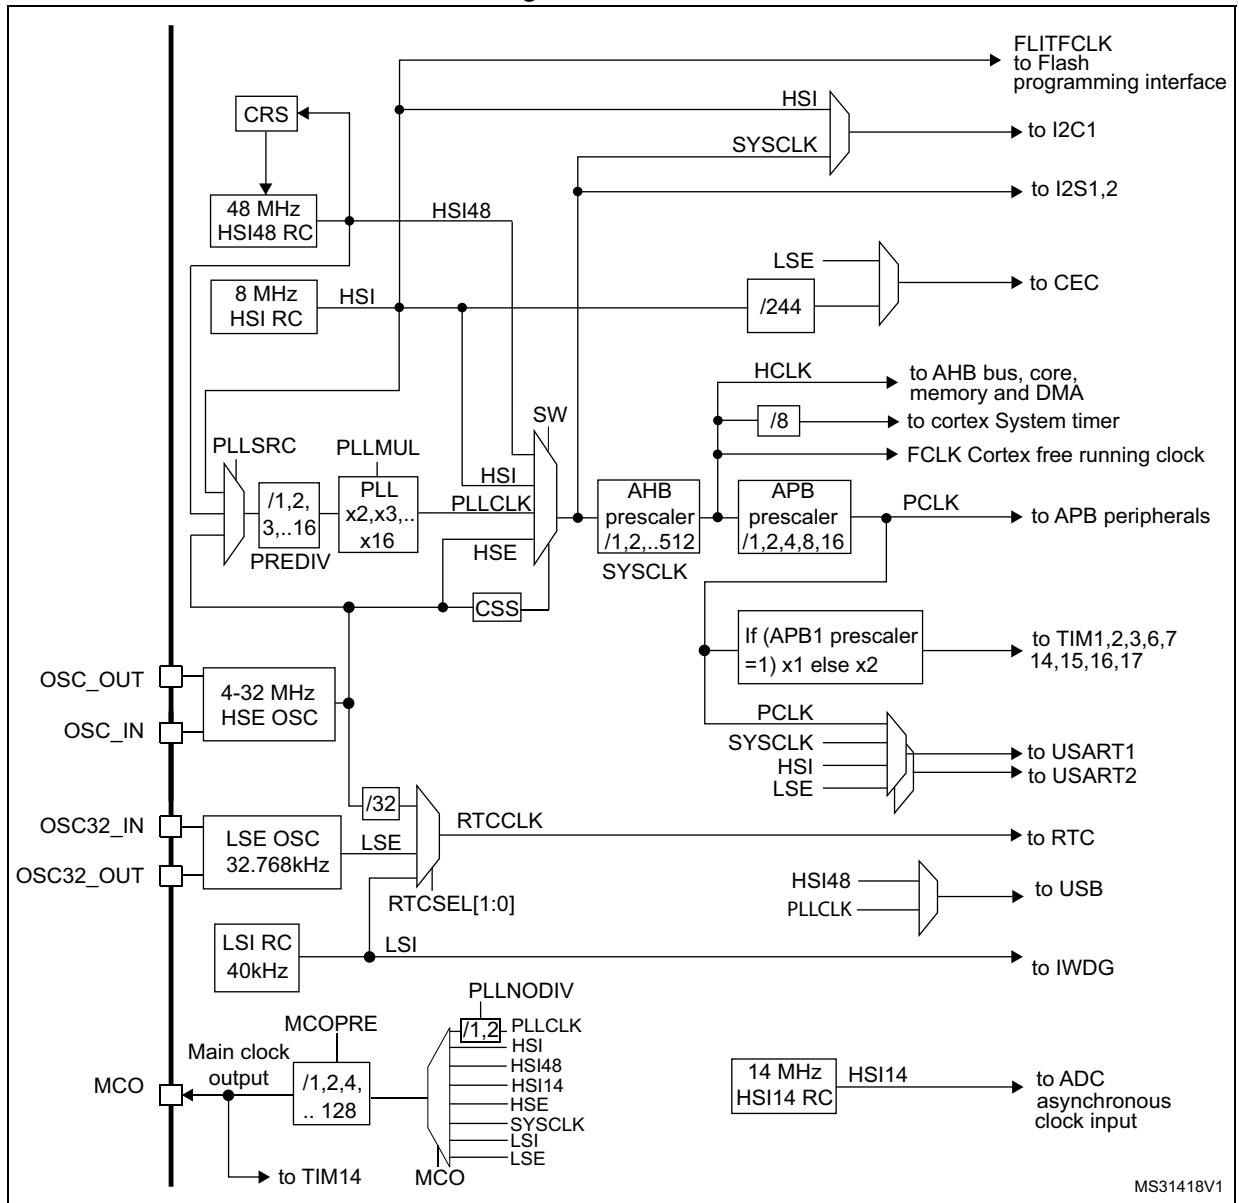 FLITFCLK
to Flash
programming interface
HSI
CRS
to I2C1
SYSCLK
to I2S1,2
48 MHz
HSI48 RC
HSI48
LSE
to CEC
8 MHz
HSI RC
HSI
/244
HCLK
to AHB bus, core,
memory and DMA
/8
to cortex System timer
SW
PLLSRC
PLLMUL
FCLK Cortex free running clock
HSI
/1,2,
3,..16
PREDIV
PLL
x2,x3,..
x16
PLLCLK
HSE
AHB
prescaler
/1,2,..512
SYSCLK
APB
prescaler
/1,2,4,8,16
PCLK
to APB peripherals
CSS
If (APB1 prescaler
=1) x1 else x2
to TIM1,2,3,6,7
14,15,16,17
OSC_OUT
OSC_IN
4-32 MHz
HSE OSC
PCLK
SYSCLK
HSI
LSE
to USART1
to USART2
/32
OSC32_IN
OSC32_OUT
LSE OSC
32.768kHz
LSE
RTCCLK
to RTC
RTCSEL[1:0]
HSI48
PLLCLK
to USB
LSI RC
40kHz
LSI
to IWDG
PLLNODIV
/1,2
PLLCLK
HSI
HSI48
HSI14
HSE
SYSCLK
LSI
LSE
MCOPRE
Main clock
output
MCO
/1,2,4,
.. 128
to TIM14
MCO
14 MHz
HSI14 RC
HSI14
to ADC
asynchronous
clock input
MS31418V1